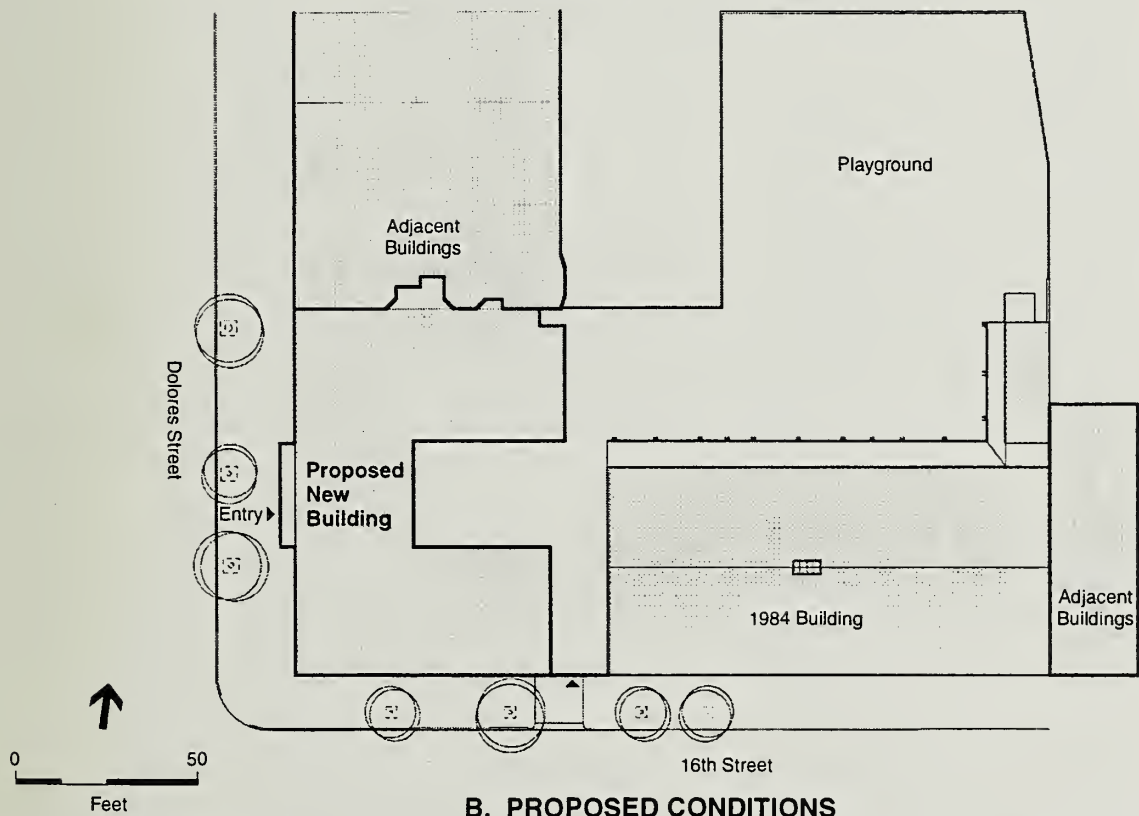 Playground
Adjacent
Buildings
Dolores Street
Proposed
New
Building
Entry
1984 Building
Adjacent
Buildings
0 50
Feet
16th Street
B. PROPOSED CONDITIONS